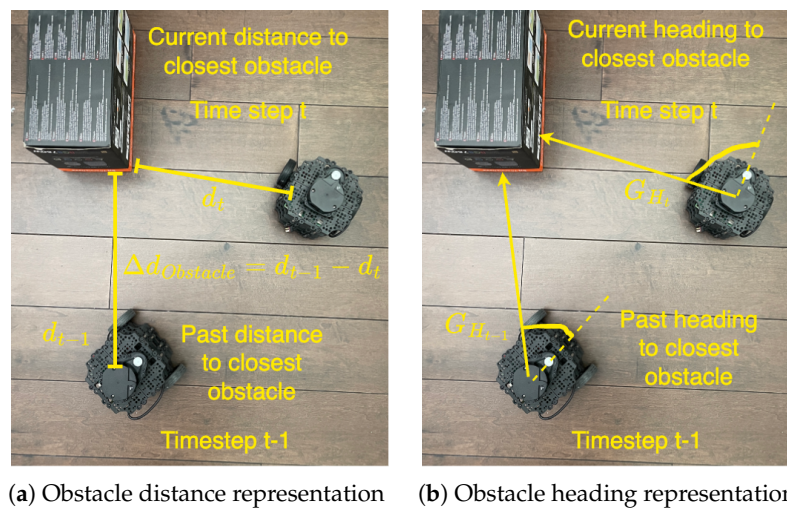 Current distance to
closest obstacle
Time step t
d_t
Δd_{Obstacle} = d_{t-1} - d_t
d_{t-1}
Past distance
to closest
obstacle
Timestep t-1
(a) Obstacle distance representation
Current heading to
closest obstacle
Time step t
G_{H_t}
G_{H_{t-1}}
Past heading
to closest
obstacle
Timestep t-1
(b) Obstacle heading representation